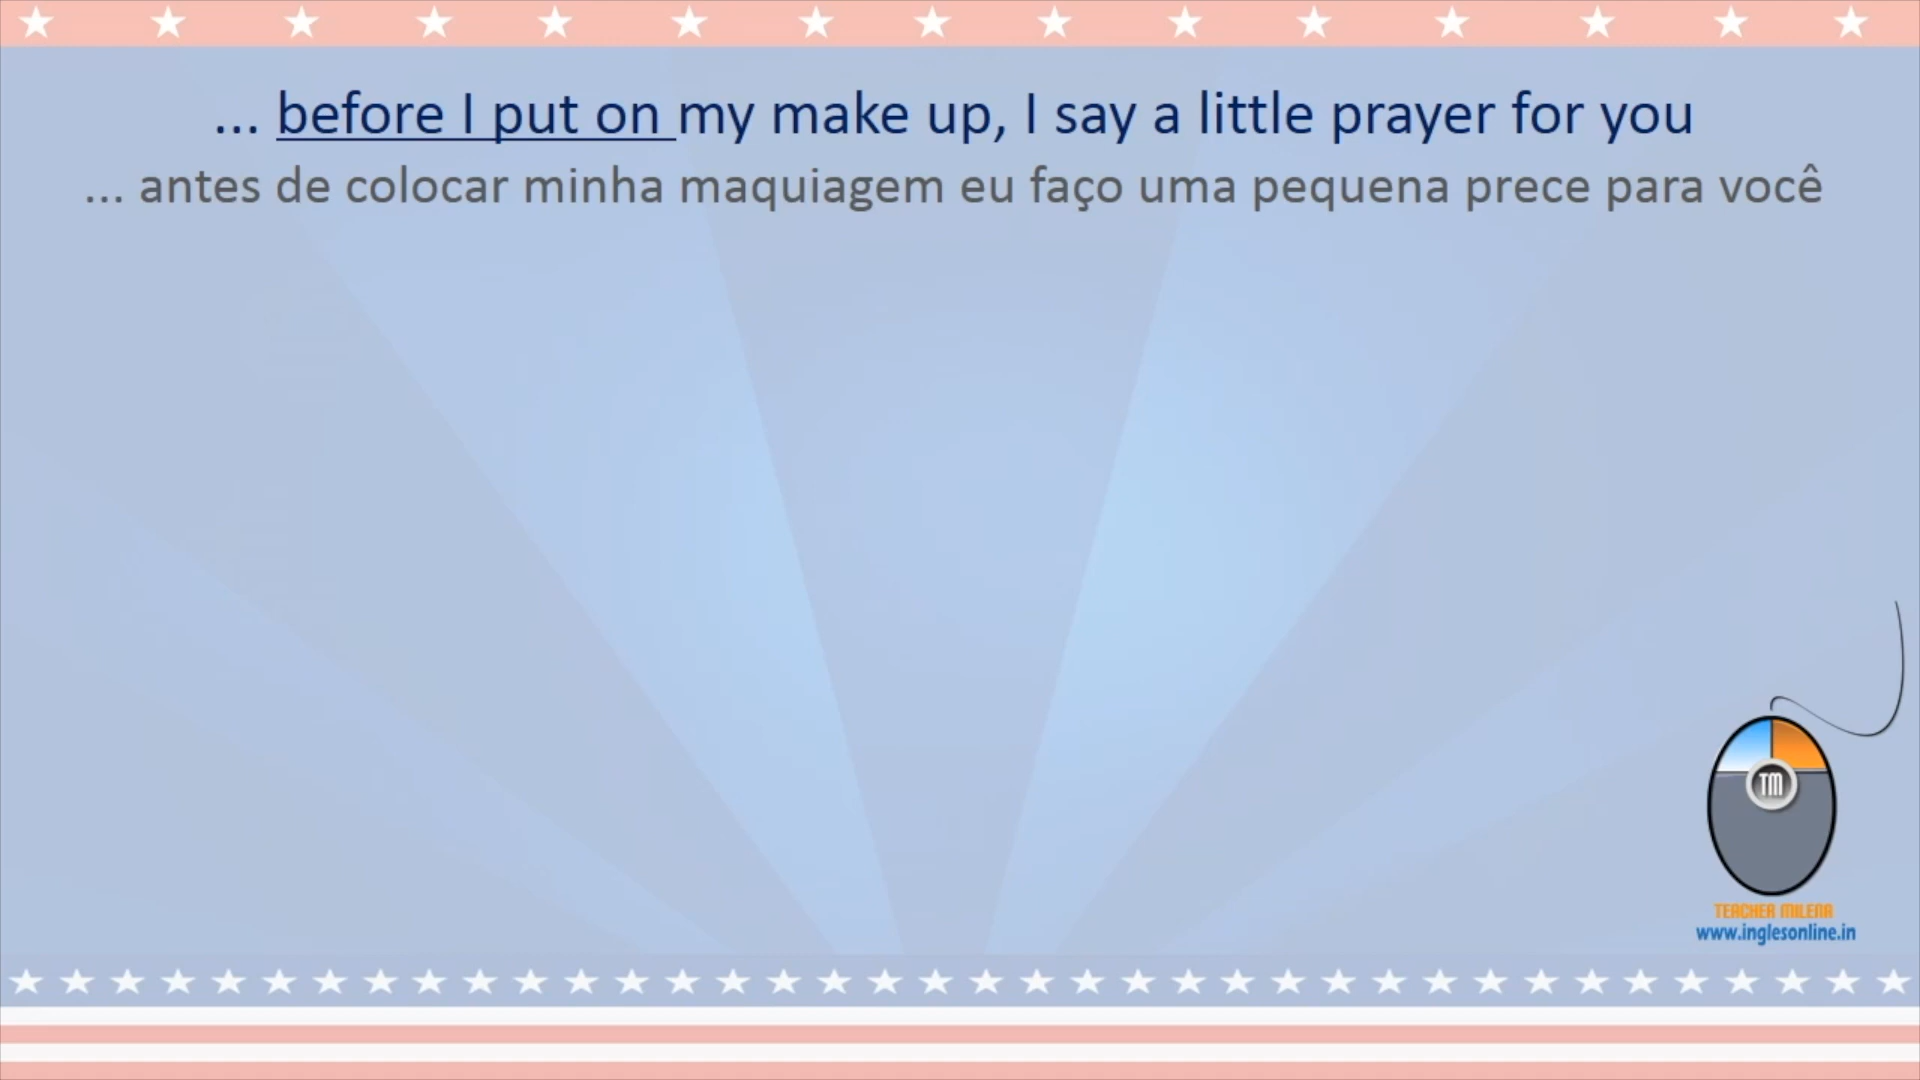 ... before I put on my make up, I say a little prayer for you
... antes de colocar minha maquiagem eu faço uma pequena prece para você
TM
TEACHER MILENA
www.inglesonline.in